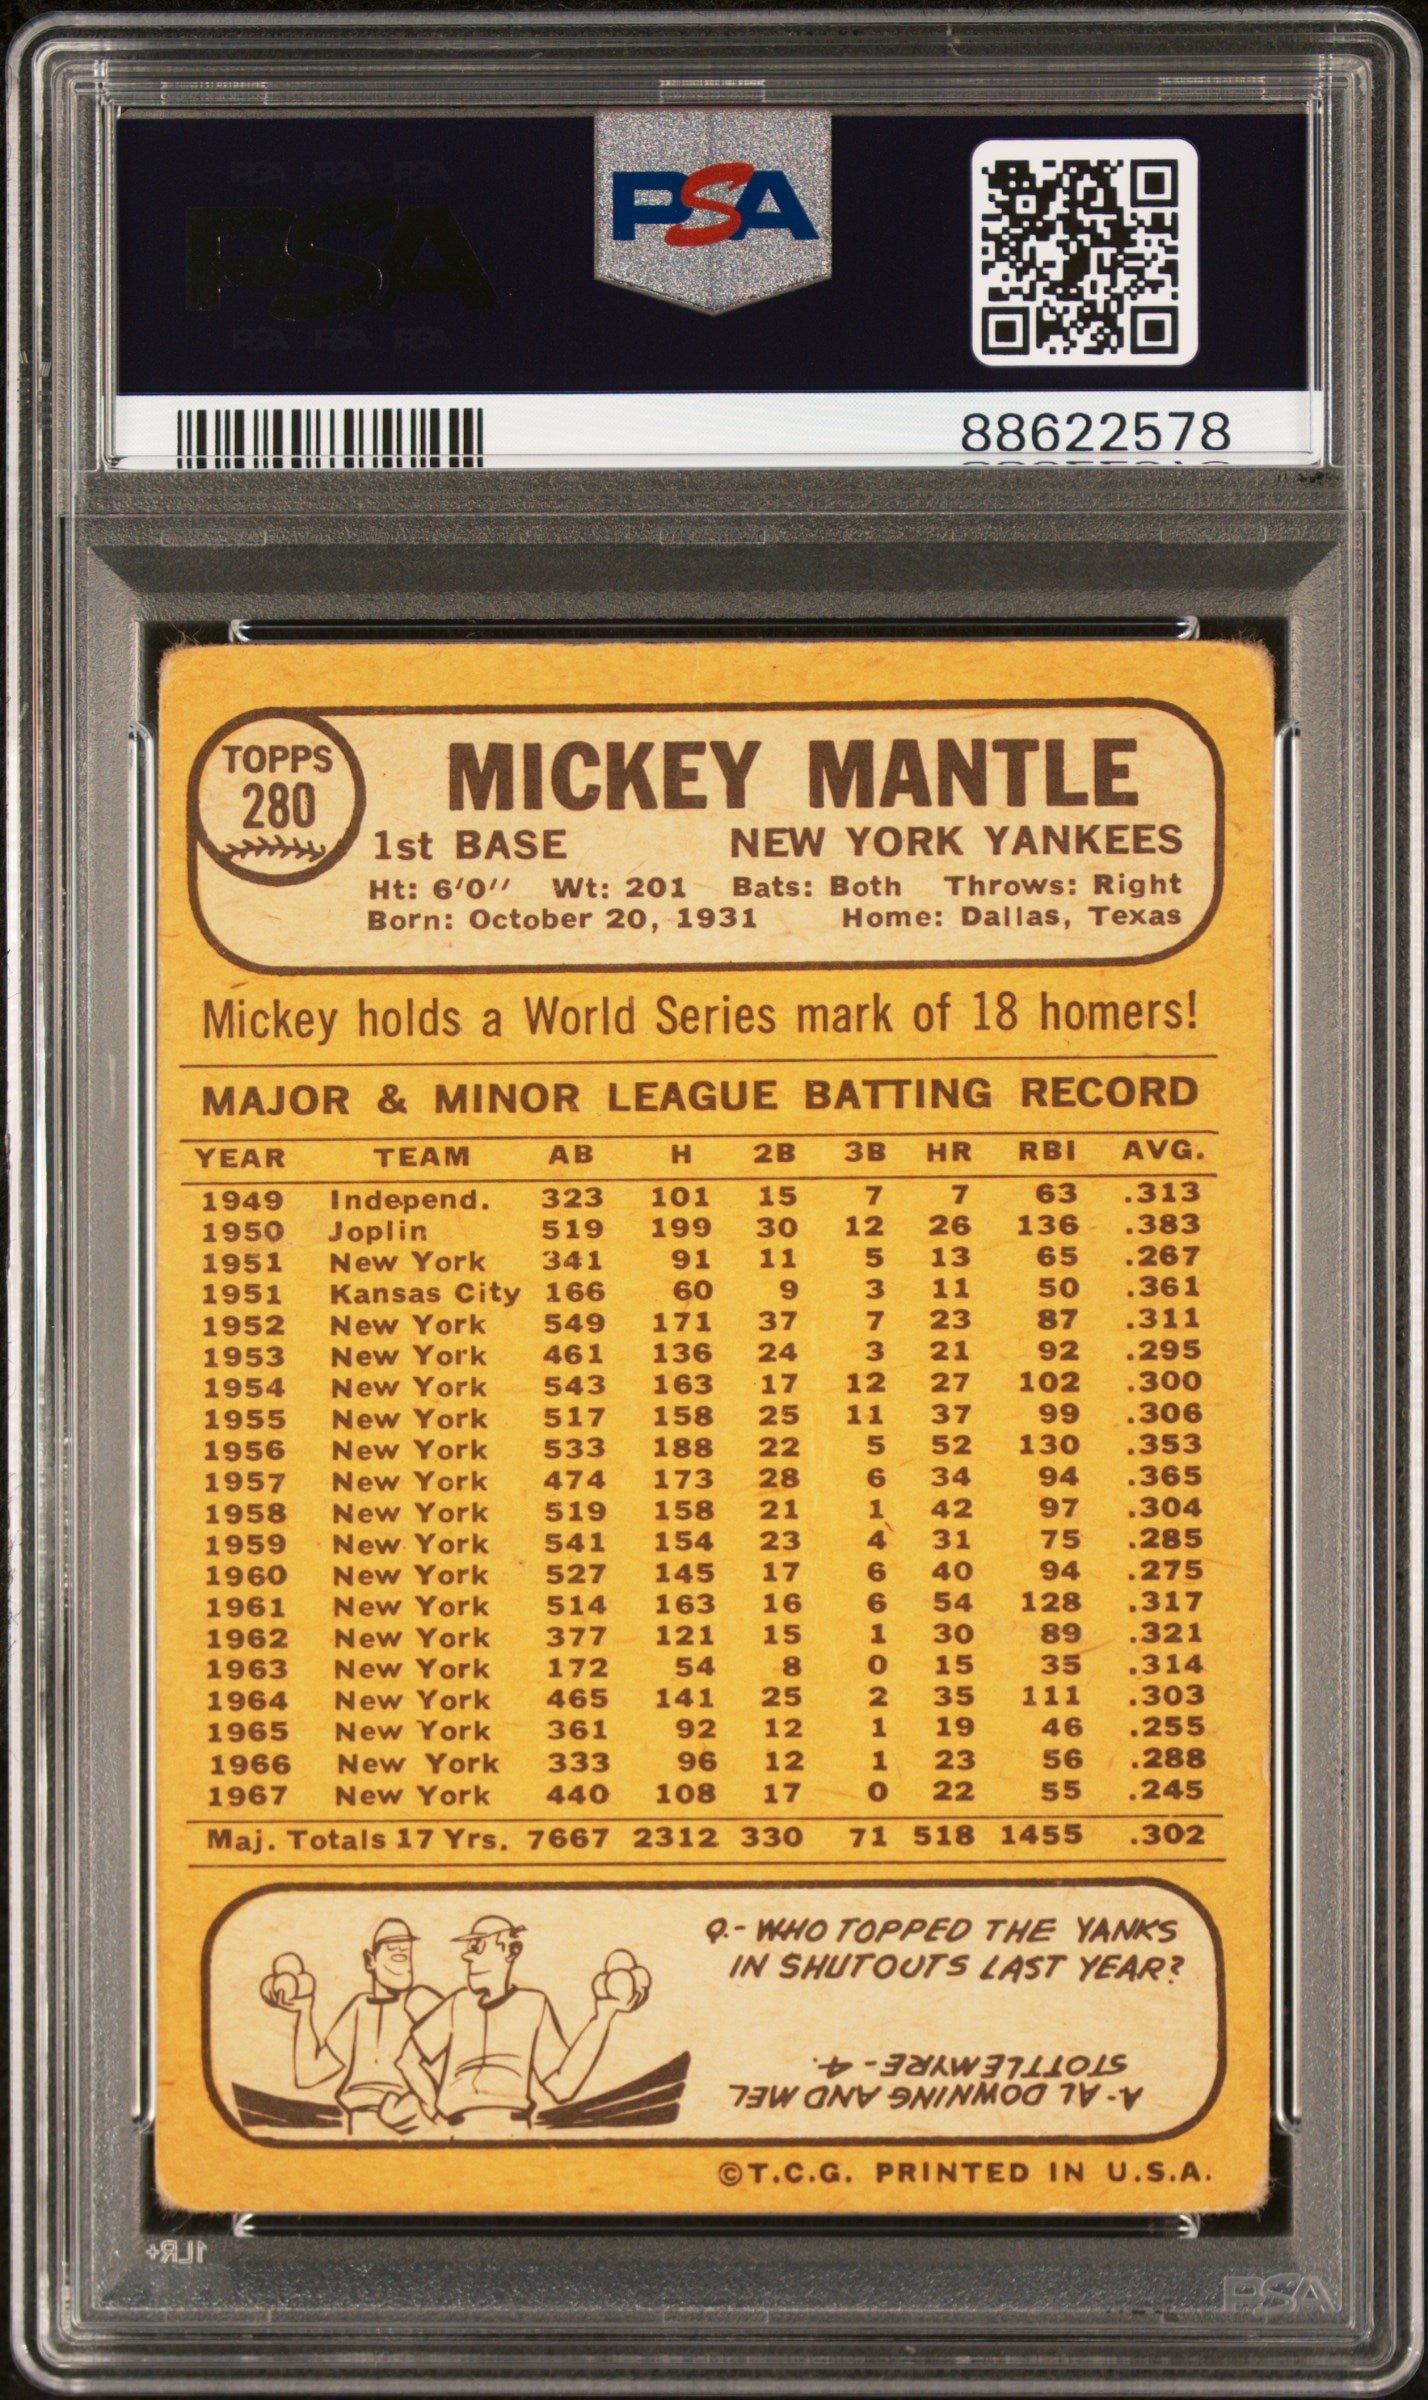 PSA PSA PSA
PSA
PSA PSA PSA
PSA
88622578
TOPPS
280
MICKEY MANTLE
1st BASE NEW YORK YANKEES
Ht: 6'0'' Wt: 201 Bats: Both Throws: Right
Born: October 20, 1931 Home: Dallas, Texas
Mickey holds a World Series mark of 18 homers!
MAJOR & MINOR LEAGUE BATTING RECORD
YEAR TEAM AB H 2B 3B HR RBI AVG.
1949 Independ. 323 101 15 7 7 63 .313
1950 Joplin 519 199 30 12 26 136 .383
1951 New York 341 91 11 5 13 65 .267
1951 Kansas City 166 60 9 3 11 50 .361
1952 New York 549 171 37 7 23 87 .311
1953 New York 461 136 24 3 21 92 .295
1954 New York 543 163 17 12 27 102 .300
1955 New York 517 158 25 11 37 99 .306
1956 New York 533 188 22 5 52 130 .353
1957 New York 474 173 28 6 34 94 .365
1958 New York 519 158 21 1 42 97 .304
1959 New York 541 154 23 4 31 75 .285
1960 New York 527 145 17 6 40 94 .275
1961 New York 514 163 16 6 54 128 .317
1962 New York 377 121 15 1 30 89 .321
1963 New York 172 54 8 0 15 35 .314
1964 New York 465 141 25 2 35 111 .303
1965 New York 361 92 12 1 19 46 .255
1966 New York 333 96 12 1 23 56 .288
1967 New York 440 108 17 0 22 55 .245
Maj. Totals 17 Yrs. 7667 2312 330 71 518 1455 .302
Q.- WHO TOPPED THE YANKS
IN SHUTOUTS LAST YEAR?
A.- AL DOWNING AND MEL
STOTTLEMYRE - 4.
©T.C.G. PRINTED IN U.S.A.
1LR+
PSA